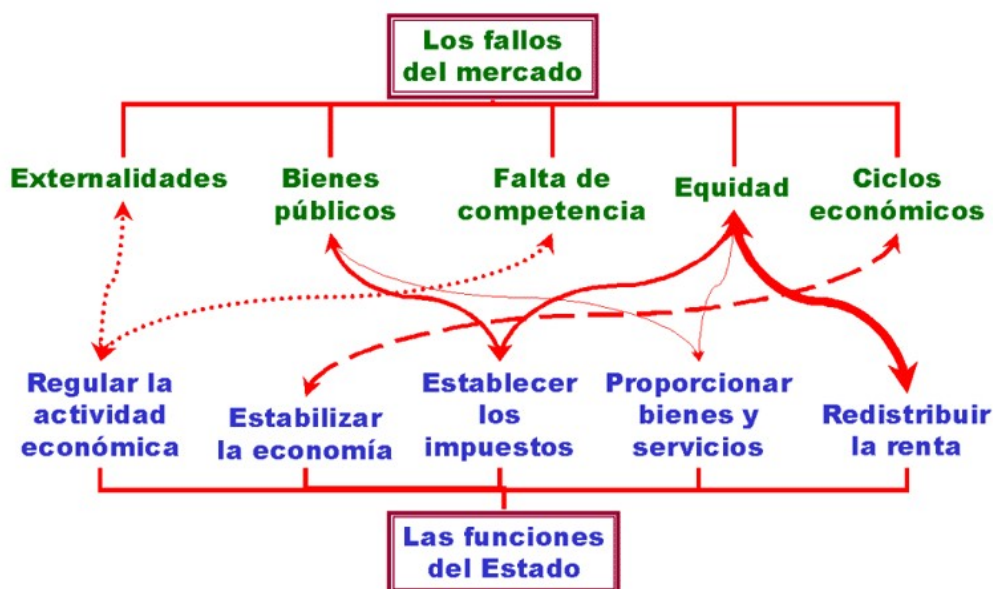 Los fallos
del mercado
Externalidades
Bienes
públicos
Falta de
competencia
Equidad
Ciclos
económicos
Regular la
actividad
económica
Estabilizar
la economía
Establecer
los
impuestos
Proporcionar
bienes y
servicios
Redistribuir
la renta
Las funciones
del Estado